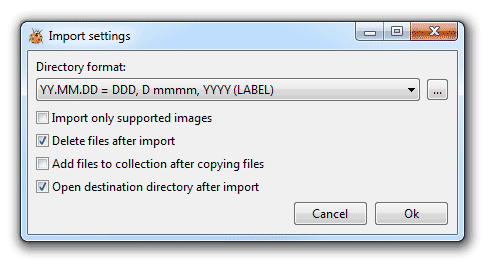 Import settings
Directory format:
YY.MM.DD = DDD, D mmmm, YYYY (LABEL)
...
Import only supported images
Delete files after import
Add files to collection after copying files
Open destination directory after import
Cancel Ok